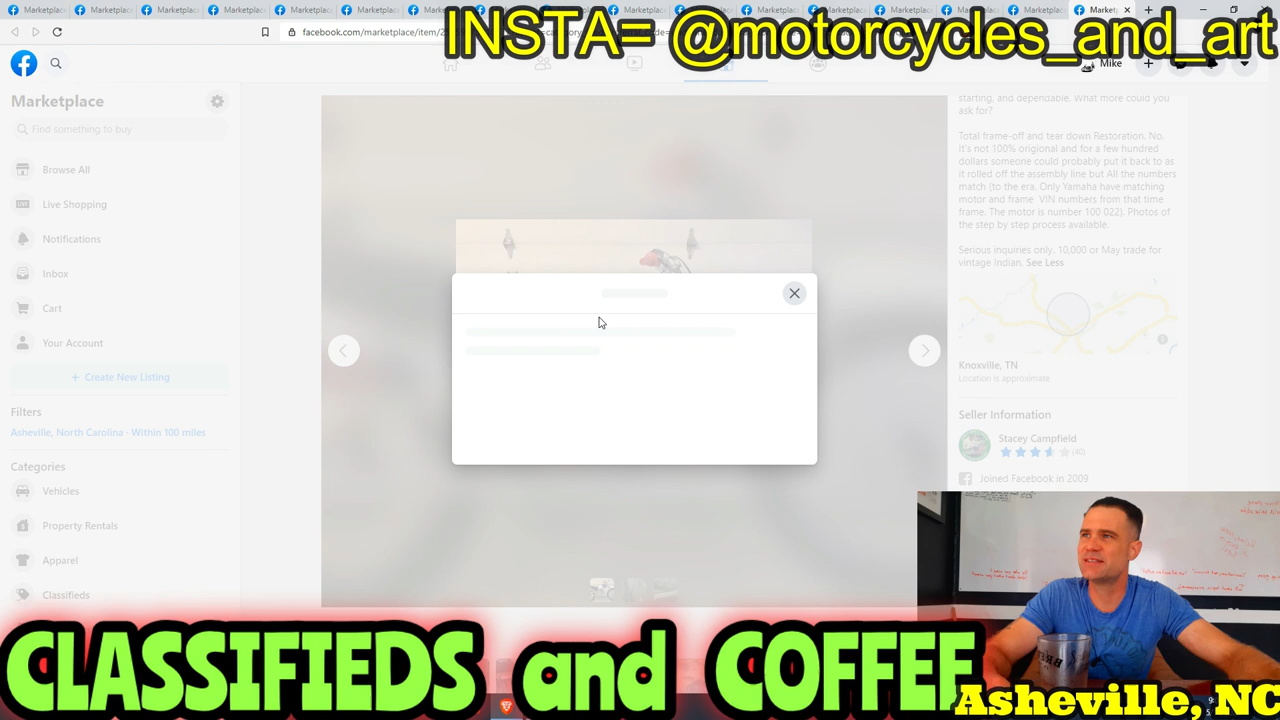 Marketplace
Marketplace
Marketplace
Marketplace
Marketplace
INSTA= @motorcycles_and_art
facebook.com/marketplace/item/2
Mike
Marketplace
Find something to buy
Browse All
Live Shopping
Notifications
Inbox
Cart
Your Account
+ Create New Listing
Filters
Asheville, North Carolina · Within 100 miles
Categories
Vehicles
Property Rentals
Apparel
Classifieds
starting, and dependable. What more could you
ask for?
Total frame-off and tear down Restoration. No.
It's not 100% origional and for a few hundred
dollars someone could probably put it back to as
it rolled off the assembly line but All the numbers
match (to the era. Only Yamaha have matching
motor and frame VIN numbers from that time
frame. The motor is number 100 022). Photos of
the step by step process available.
Serious inquiries only. 10,000 or May trade for
vintage Indian. See Less
Knoxville, TN
Location is approximate
Seller Information
Stacey Campfield
(40)
Joined Facebook in 2009
CLASSIFIEDS and COFFEE
Asheville, NC